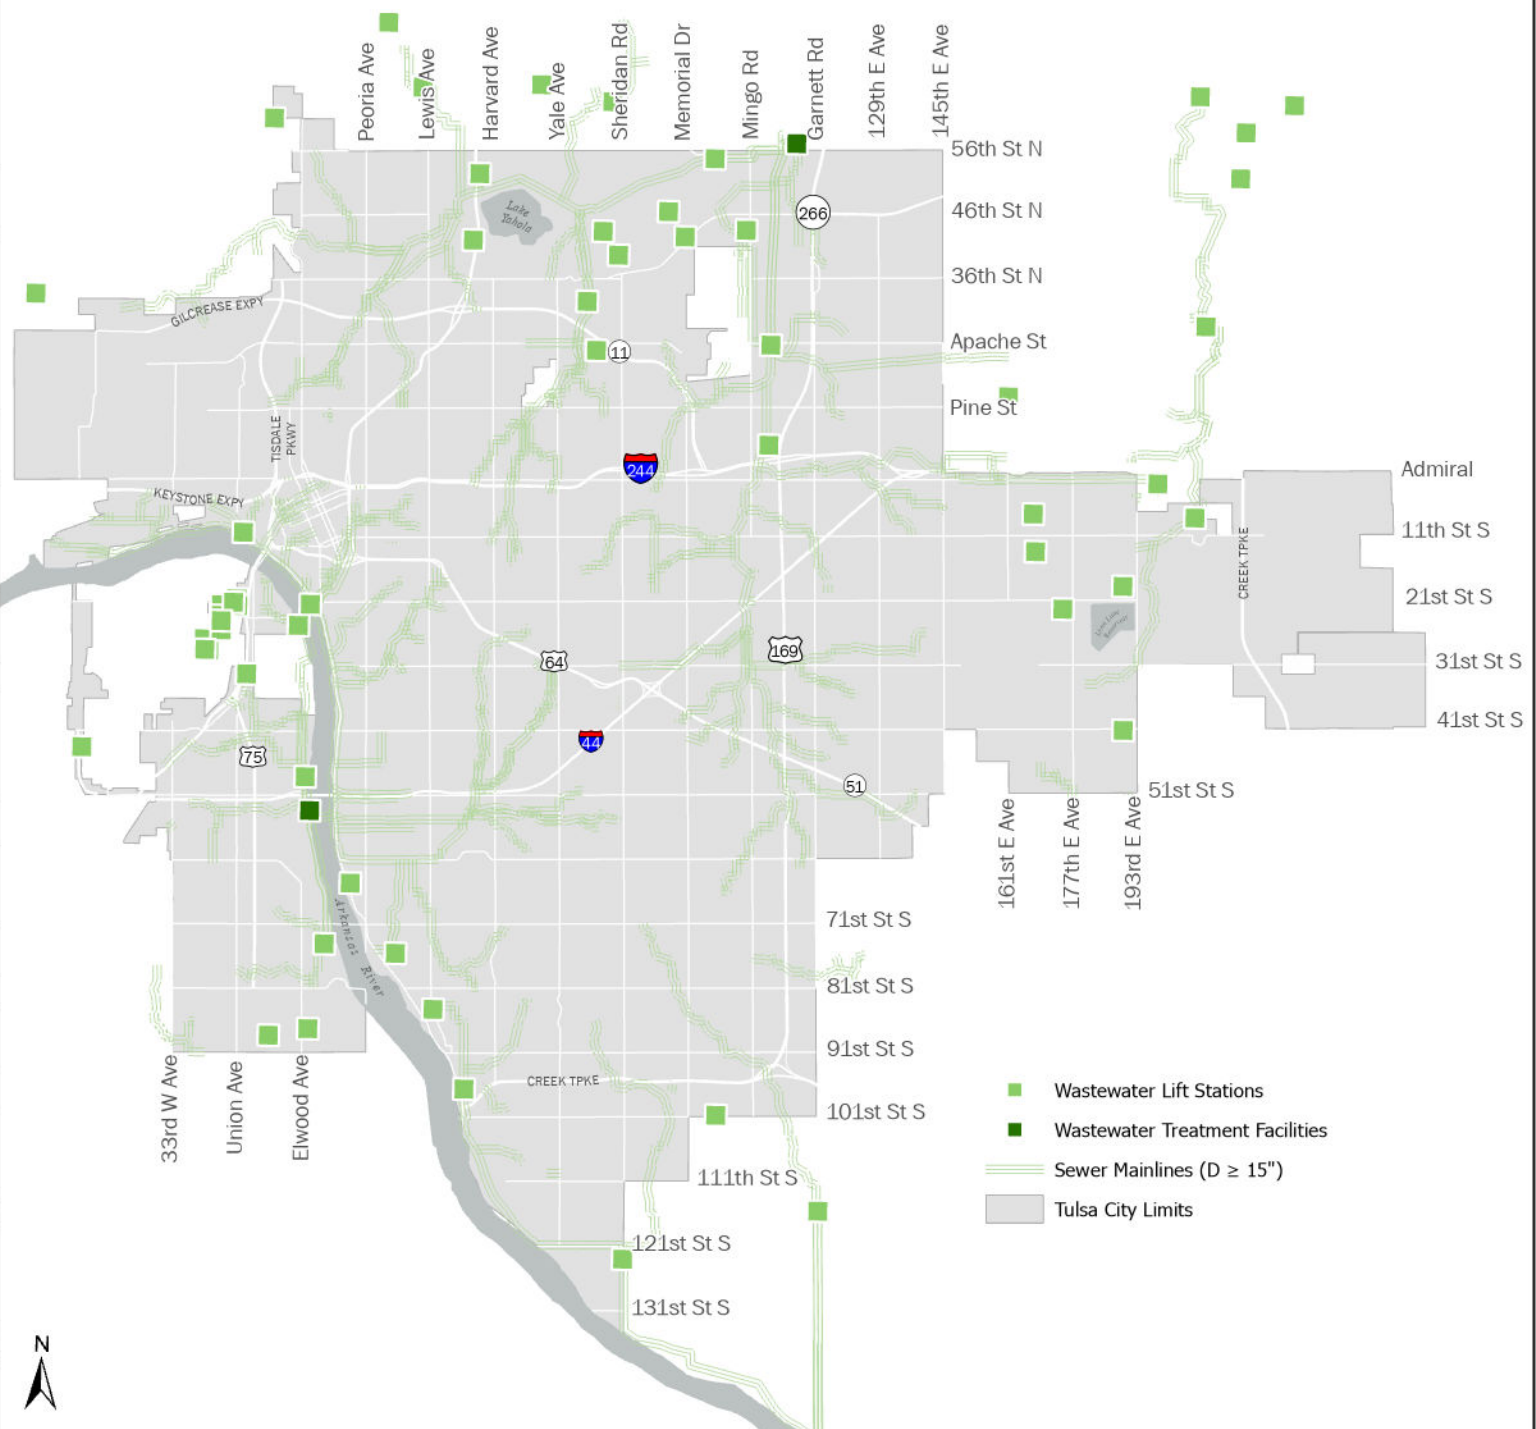 Peoria Ave
Lewis Ave
Harvard Ave
Yale Ave
Sheridan Rd
Memorial Dr
Mingo Rd
Garnett Rd
129th E Ave
145th E Ave
56th St N
Lake
Yahola
266
46th St N
36th St N
GILCREASE EXPY
11
Apache St
Pine St
TISDALE
PKWY
244
Admiral
KEYSTONE EXPY
11th St S
CREEK TPKE
21st St S
64
169
31st St S
41st St S
44
75
51
51st St S
161st E Ave
177th E Ave
193rd E Ave
Arkansas River
71st St S
81st St S
91st St S
33rd W Ave
Union Ave
Elwood Ave
CREEK TPKE
101st St S
111th St S
121st St S
131st St S
Wastewater Lift Stations
Wastewater Treatment Facilities
Sewer Mainlines (D ≥ 15")
Tulsa City Limits
N